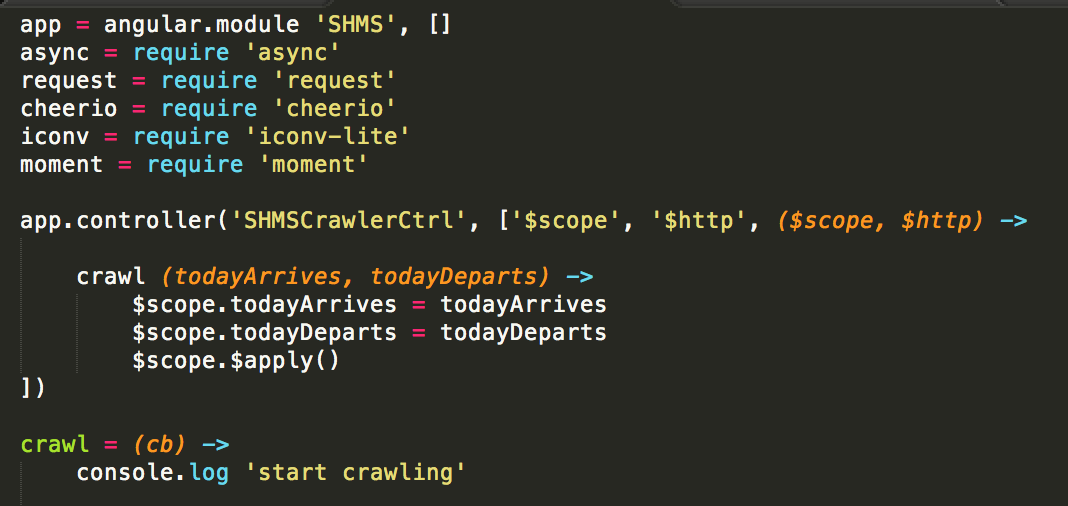 app = angular.module 'SHMS', []
async = require 'async'
request = require 'request'
cheerio = require 'cheerio'
iconv = require 'iconv-lite'
moment = require 'moment'
app.controller('SHMSCrawlerCtrl', ['$scope', '$http', ($scope, $http) ->
crawl (todayArrives, todayDeparts) ->
$scope.todayArrives = todayArrives
$scope.todayDeparts = todayDeparts
$scope.$apply()
])
crawl = (cb) ->
console.log 'start crawling'